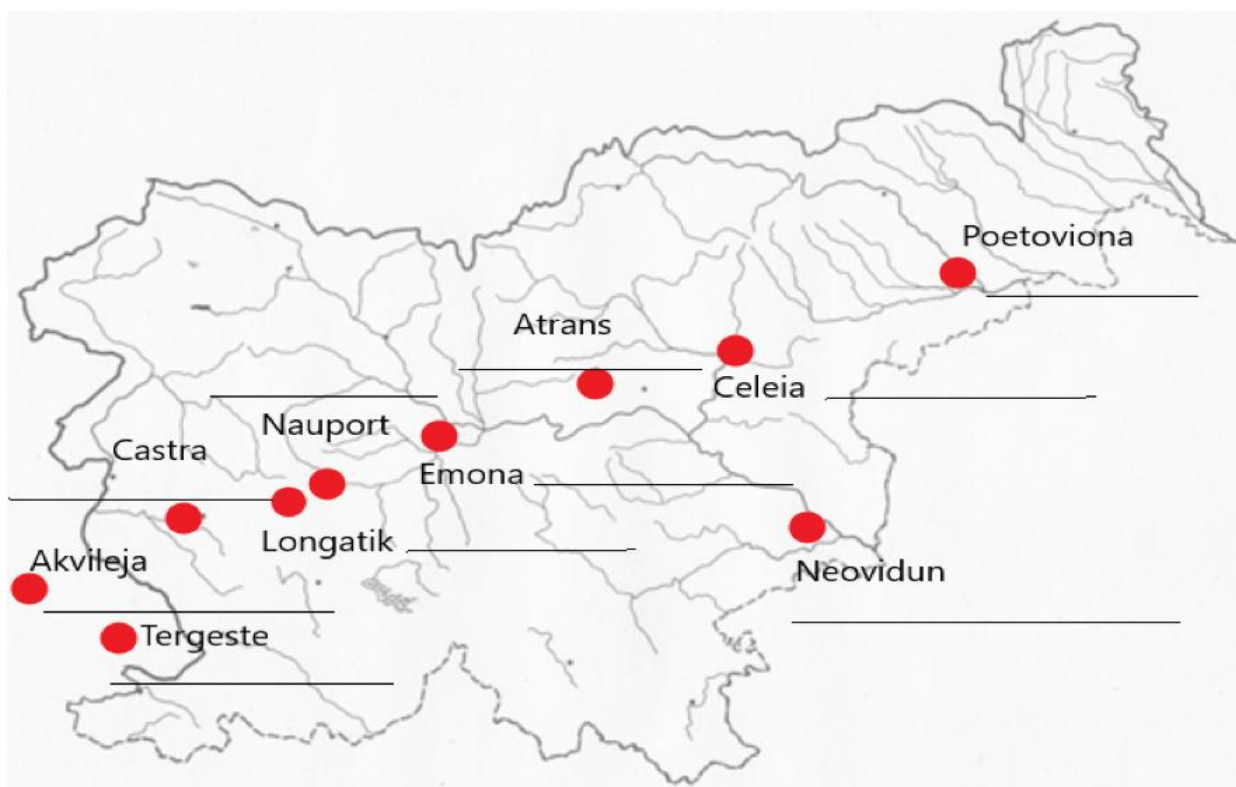 Poetoviona
Atrans
Celeia
Nauport
Castra
Emona
Longatik
Akvileja
Neovidun
Tergeste